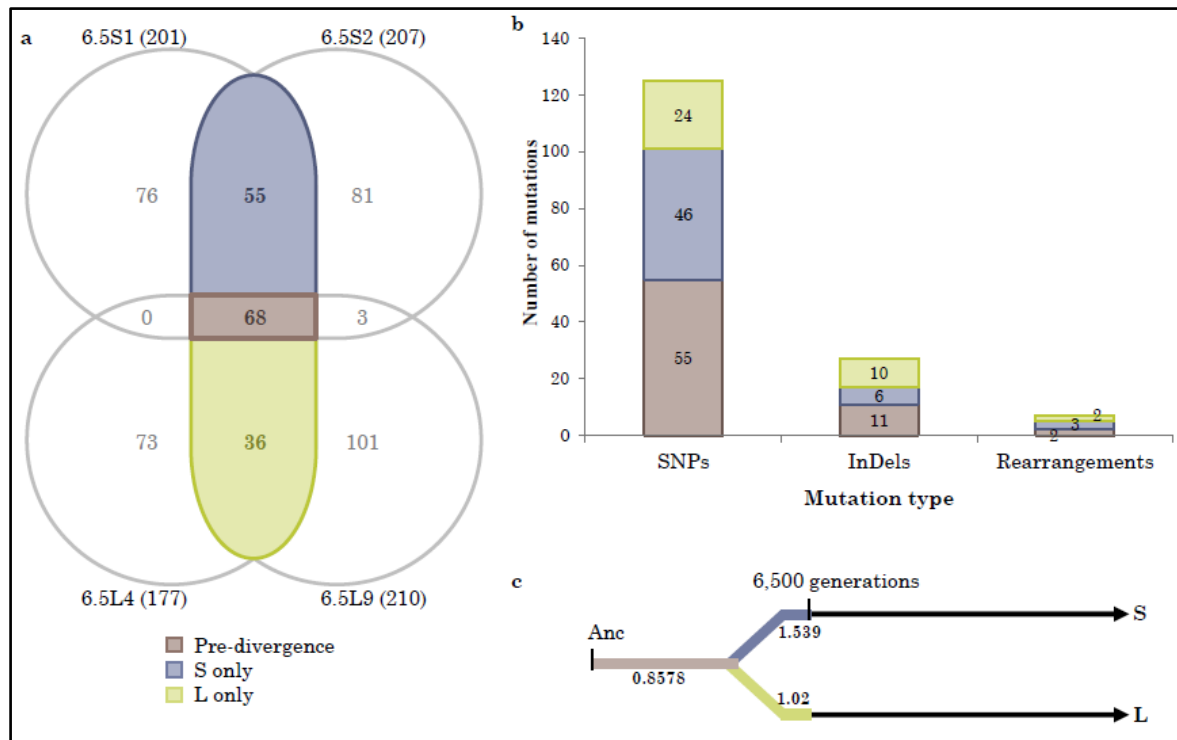 a
6.5S1 (201)
6.5S2 (207)
76
55
81
0
68
3
73
36
101
6.5L4 (177)
6.5L9 (210)
Pre-divergence
S only
L only
b
Number of mutations
140
120
100
80
60
40
20
0
24
46
55
10
6
11
2
3
2
SNPs
InDels
Rearrangements
Mutation type
c
6,500 generations
Anc
0.8578
1.539
S
1.02
L